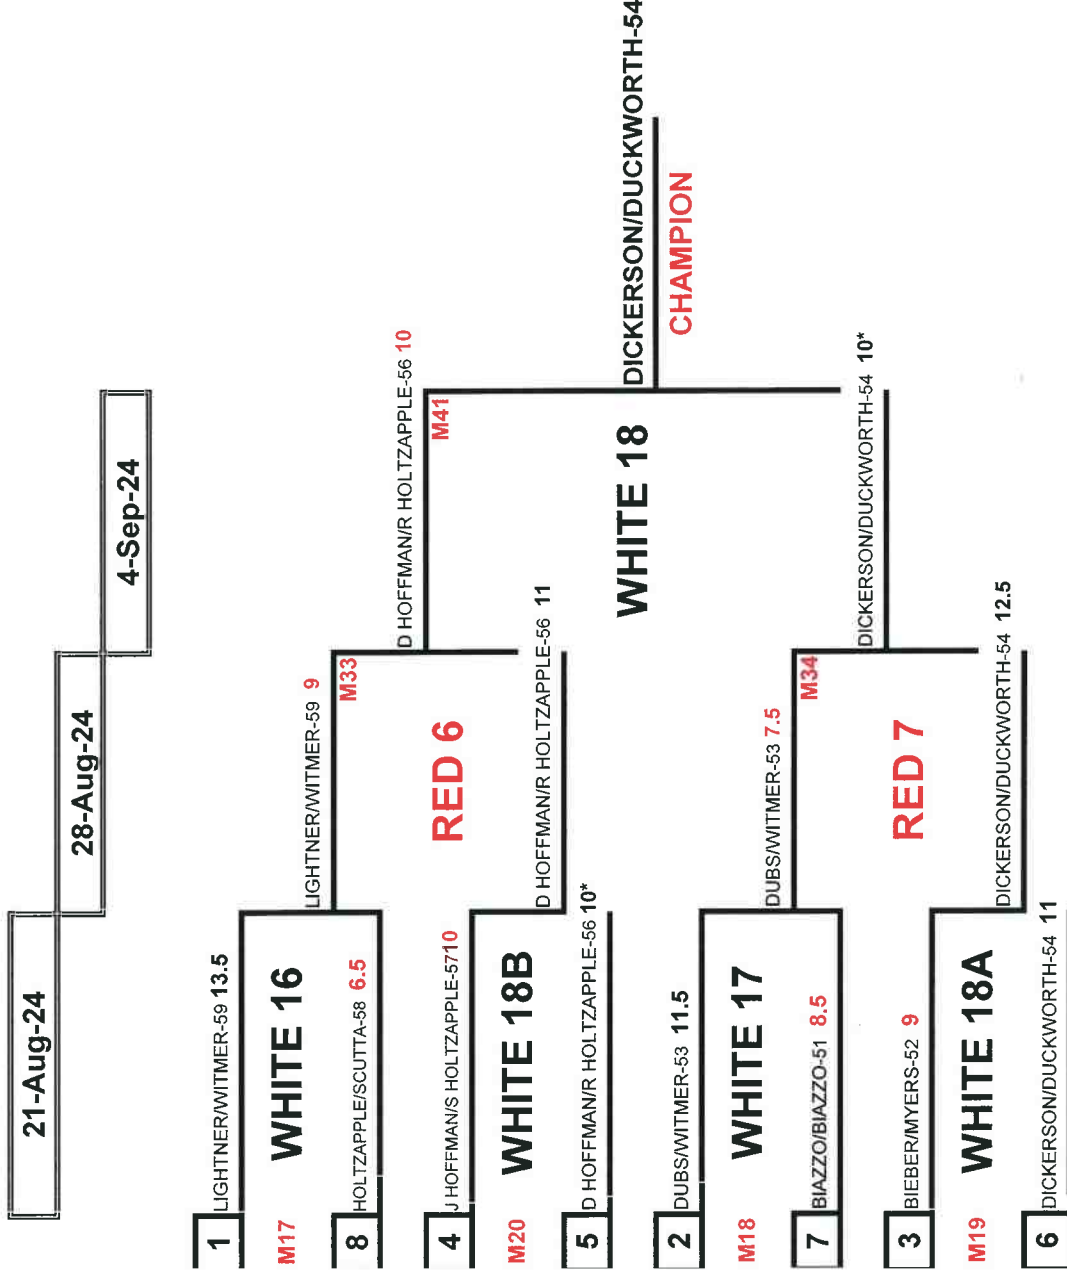 21-Aug-24
28-Aug-24
4-Sep-24
1
LIGHTNER/WITMER-59 13.5
M17
WHITE 16
8
HOLTZAPPLE/SCUTTA-58 6.5
LIGHTNER/WITMER-59 9
M33
RED 6
4
J HOFFMAN/S HOLTZAPPLE-5710
M20
WHITE 18B
5
D HOFFMAN/R HOLTZAPPLE-56 10*
D HOFFMAN/R HOLTZAPPLE-56 11
D HOFFMAN/R HOLTZAPPLE-56 10
M41
WHITE 18
DICKERSON/DUCKWORTH-54
CHAMPION
2
DUBS/WITMER-53 11.5
M18
WHITE 17
7
BIAZZO/BIAZZO-51 8.5
DUBS/WITMER-53 7.5
M34
RED 7
DICKERSON/DUCKWORTH-54 10*
3
BIEBER/MYERS-52 9
M19
WHITE 18A
6
DICKERSON/DUCKWORTH-54 11
DICKERSON/DUCKWORTH-54 12.5